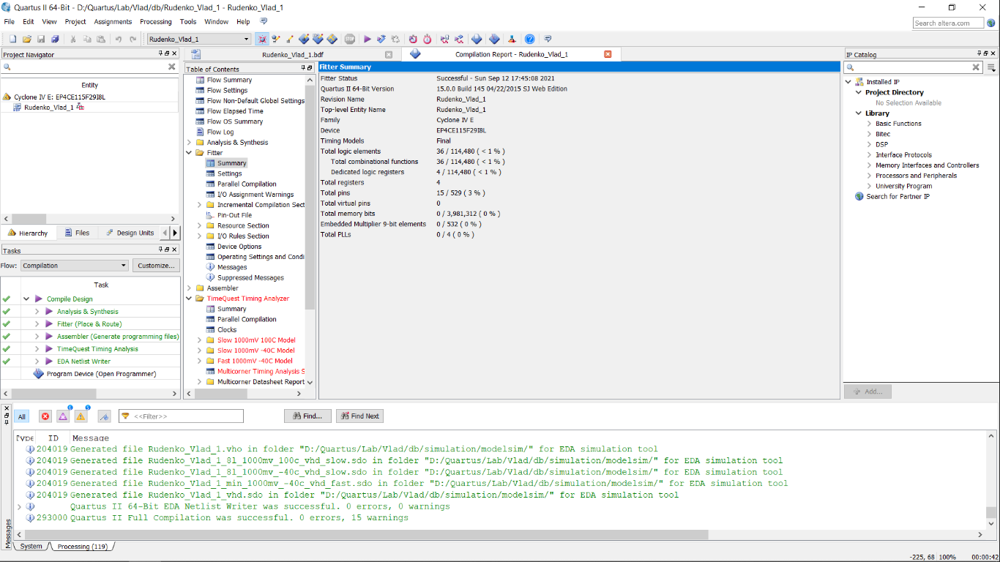 Quartus II 64-Bit - D:/Quartus/Lab/Vlad/db/Rudenko_Vlad_1 - Rudenko_Vlad_1
File Edit View Project Assignments Processing Tools Window Help
Search altera.com
Rudenko_Vlad_1
Project Navigator
Entity
Cyclone IV E: EP4CE115F29I8L
Rudenko_Vlad_1
Hierarchy Files Design Units
Tasks
Flow: Compilation Customize...
Task
Compile Design
Analysis & Synthesis
Fitter (Place & Route)
Assembler (Generate programming files)
TimeQuest Timing Analysis
EDA Netlist Writer
Program Device (Open Programmer)
Rudenko_Vlad_1.bdf
Compilation Report - Rudenko_Vlad_1
Table of Contents
Flow Summary
Flow Settings
Flow Non-Default Global Settings
Flow Elapsed Time
Flow OS Summary
Flow Log
Analysis & Synthesis
Fitter
Summary
Settings
Parallel Compilation
I/O Assignment Warnings
Incremental Compilation Sect
Pin-Out File
Resource Section
I/O Rules Section
Device Options
Operating Settings and Condi
Messages
Suppressed Messages
Assembler
TimeQuest Timing Analyzer
Summary
Parallel Compilation
Clocks
Slow 1000mV 100C Model
Slow 1000mV -40C Model
Fast 1000mV -40C Model
Multicorner Timing Analysis S
Multicorner Datasheet Report
Fitter Summary
Fitter Status Successful - Sun Sep 12 17:45:08 2021
Quartus II 64-Bit Version 15.0.0 Build 145 04/22/2015 SJ Web Edition
Revision Name Rudenko_Vlad_1
Top-level Entity Name Rudenko_Vlad_1
Family Cyclone IV E
Device EP4CE115F29I8L
Timing Models Final
Total logic elements 36 / 114,480 ( < 1 % )
Total combinational functions 36 / 114,480 ( < 1 % )
Dedicated logic registers 4 / 114,480 ( < 1 % )
Total registers 4
Total pins 15 / 529 ( 3 % )
Total virtual pins 0
Total memory bits 0 / 3,981,312 ( 0 % )
Embedded Multiplier 9-bit elements 0 / 532 ( 0 % )
Total PLLs 0 / 4 ( 0 % )
IP Catalog
Installed IP
Project Directory
No Selection Available
Library
Basic Functions
Bitec
DSP
Interface Protocols
Memory Interfaces and Controllers
Processors and Peripherals
University Program
Search for Partner IP
Add...
All <<Filter>> Find... Find Next
Type ID Message
204019 Generated file Rudenko_Vlad_1.vho in folder "D:/Quartus/Lab/Vlad/db/simulation/modelsim/" for EDA simulation tool
204019 Generated file Rudenko_Vlad_1_8l_1000mv_100c_vhd_slow.sdo in folder "D:/Quartus/Lab/Vlad/db/simulation/modelsim/" for EDA simulation tool
204019 Generated file Rudenko_Vlad_1_8l_1000mv_-40c_vhd_slow.sdo in folder "D:/Quartus/Lab/Vlad/db/simulation/modelsim/" for EDA simulation tool
204019 Generated file Rudenko_Vlad_1_min_1000mv_-40c_vhd_fast.sdo in folder "D:/Quartus/Lab/Vlad/db/simulation/modelsim/" for EDA simulation tool
204019 Generated file Rudenko_Vlad_1_vhd.sdo in folder "D:/Quartus/Lab/Vlad/db/simulation/modelsim/" for EDA simulation tool
Quartus II 64-Bit EDA Netlist Writer was successful. 0 errors, 0 warnings
293000 Quartus II Full Compilation was successful. 0 errors, 15 warnings
Messages
System Processing (119)
-225, 68 100% 00:00:42